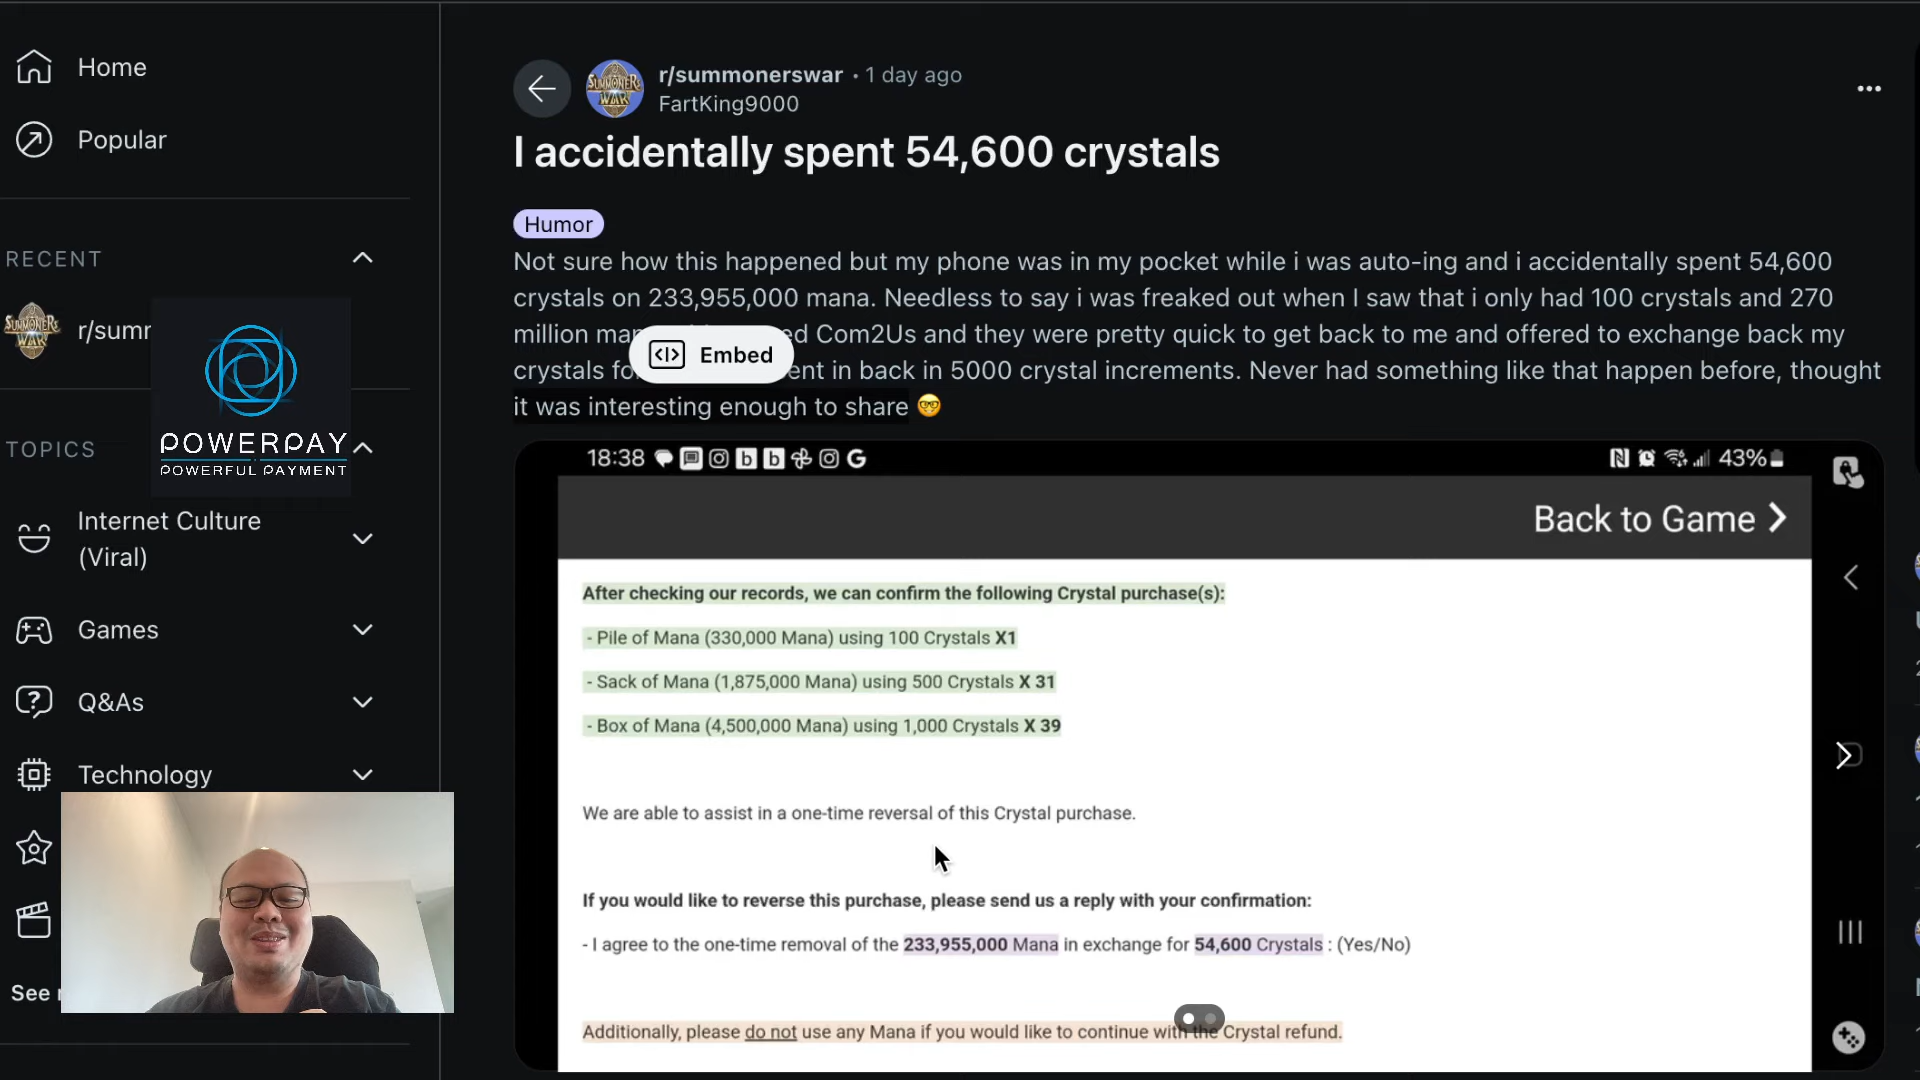 Home
Popular
RECENT
r/summ
TOPICS
Internet Culture
(Viral)
Games
Q&As
Technology
See
POWERPAY
POWERFUL PAYMENT
r/summonerswar • 1 day ago
FartKing9000
I accidentally spent 54,600 crystals
Humor
Not sure how this happened but my phone was in my pocket while i was auto-ing and i accidentally spent 54,600
crystals on 233,955,000 mana. Needless to say i was freaked out when I saw that i only had 100 crystals and 270
million Com2Us and they were pretty quick to get back to me and offered to exchange back my
crystals in back in 5000 crystal increments. Never had something like that happen before, thought
it was interesting enough to share 🤓
Embed
18:38 43%
Back to Game
After checking our records, we can confirm the following Crystal purchase(s):
- Pile of Mana (330,000 Mana) using 100 Crystals X1
- Sack of Mana (1,875,000 Mana) using 500 Crystals X 31
- Box of Mana (4,500,000 Mana) using 1,000 Crystals X 39
We are able to assist in a one-time reversal of this Crystal purchase.
If you would like to reverse this purchase, please send us a reply with your confirmation:
- I agree to the one-time removal of the 233,955,000 Mana in exchange for 54,600 Crystals : (Yes/No)
Additionally, please do not use any Mana if you would like to continue with the Crystal refund.